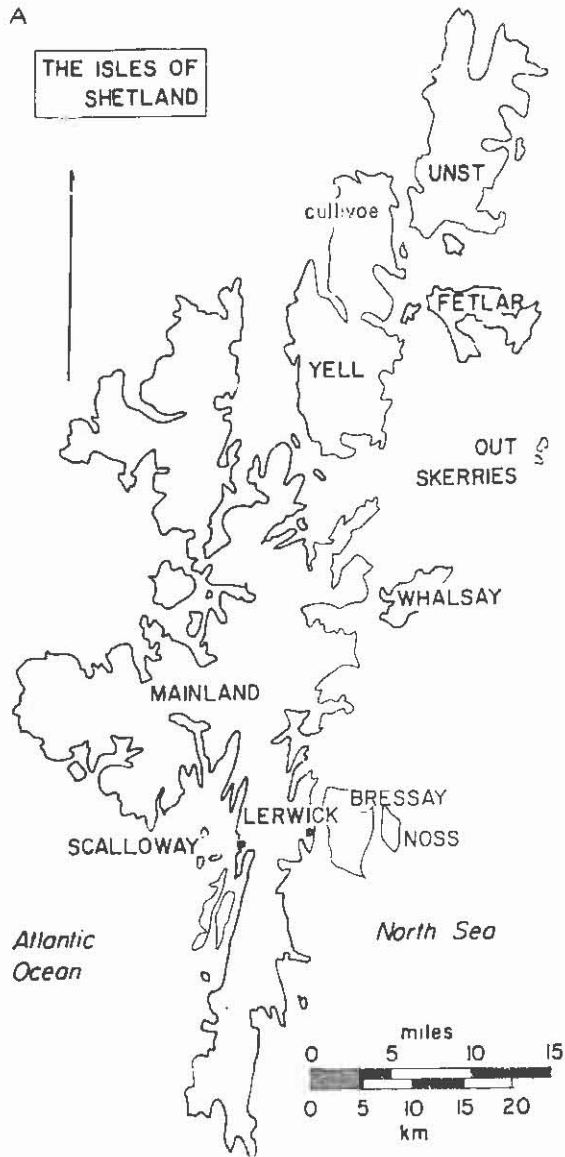 A
THE ISLES OF
SHETLAND
UNST
cullivoe
FETLAR
YELL
OUT
SKERRIES
WHALSAY
MAINLAND
BRESSAY
LERWICK
SCALLOWAY
NOSS
Atlantic
Ocean
North Sea
miles
0 5 10 15
0 5 10 15 20
km